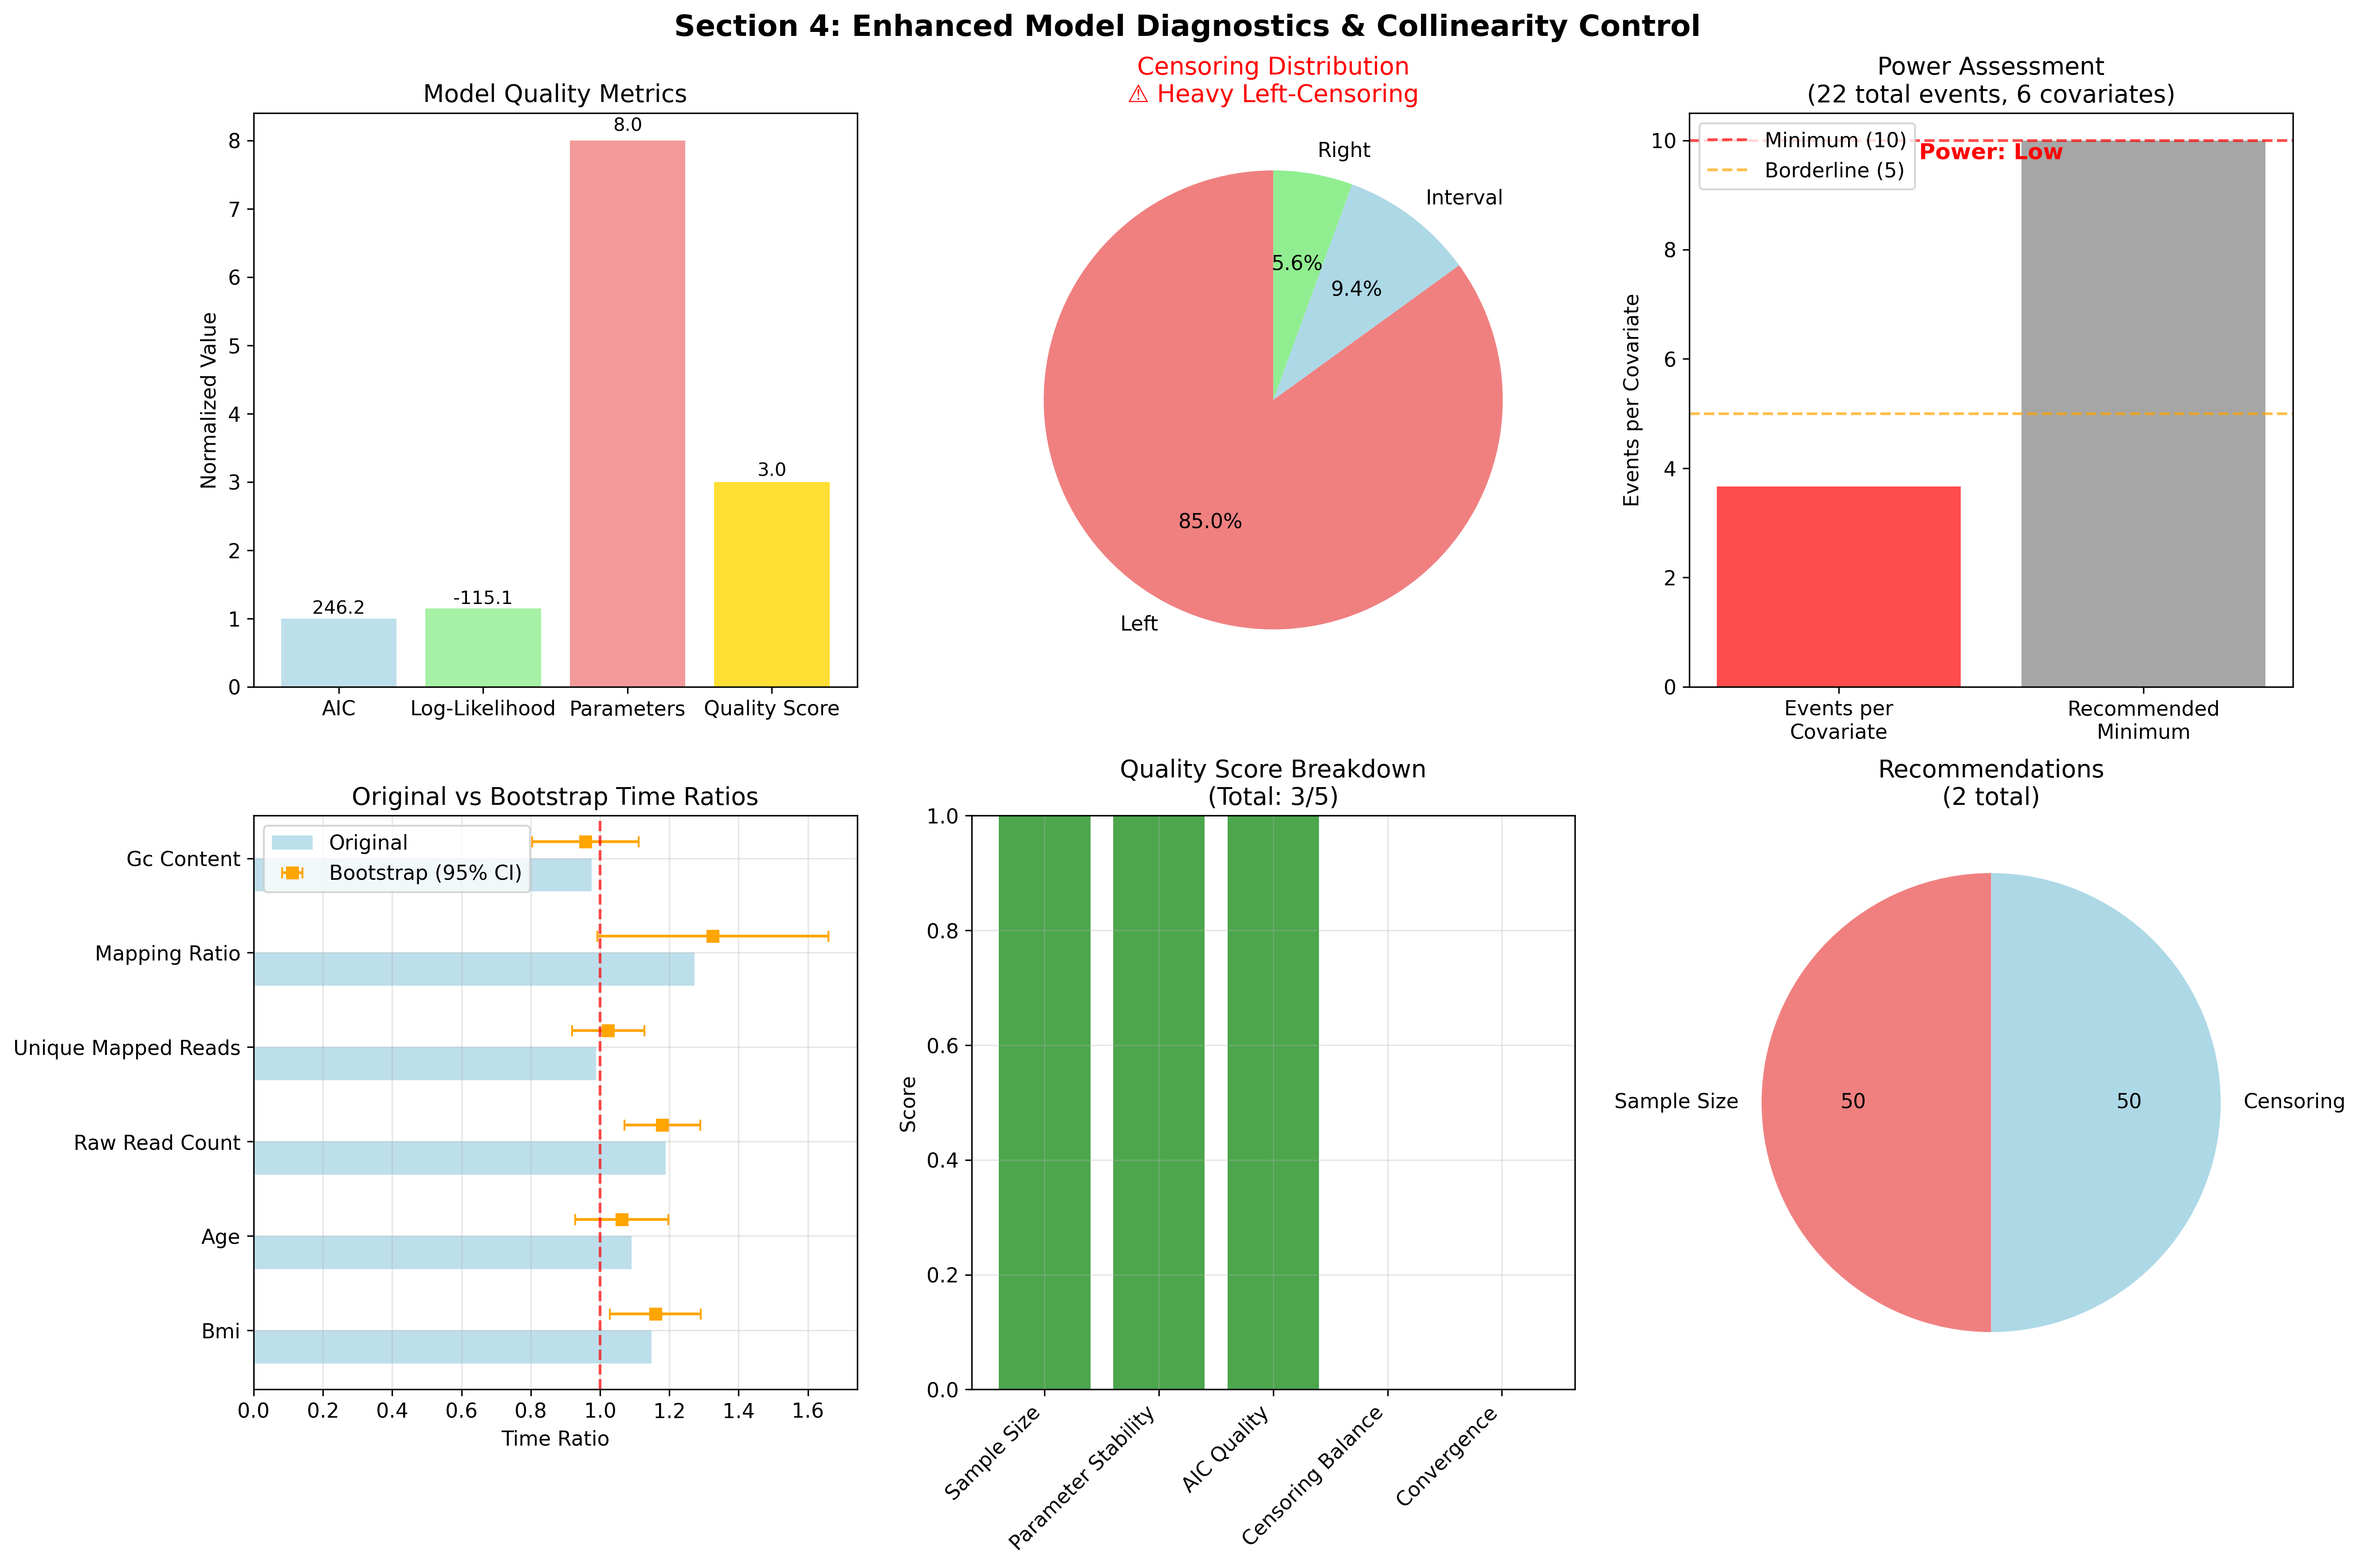 Section 4: Enhanced Model Diagnostics & Collinearity Control
Model Quality Metrics
Normalized Value
8
7
6
5
4
3
2
1
0
246.2
-115.1
8.0
3.0
AIC
Log-Likelihood
Parameters
Quality Score
Censoring Distribution
⚠ Heavy Left-Censoring
Right
Interval
Left
5.6%
9.4%
85.0%
Power Assessment
(22 total events, 6 covariates)
Events per Covariate
10
8
6
4
2
0
Minimum (10)
Borderline (5)
Power: Low
Events per
Covariate
Recommended
Minimum
Original vs Bootstrap Time Ratios
Original
Bootstrap (95% CI)
Gc Content
Mapping Ratio
Unique Mapped Reads
Raw Read Count
Age
Bmi
0.0
0.2
0.4
0.6
0.8
1.0
1.2
1.4
1.6
Time Ratio
Quality Score Breakdown
(Total: 3/5)
Score
1.0
0.8
0.6
0.4
0.2
0.0
Sample Size
Parameter Stability
AIC Quality
Censoring Balance
Convergence
Recommendations
(2 total)
Sample Size
50
50
Censoring